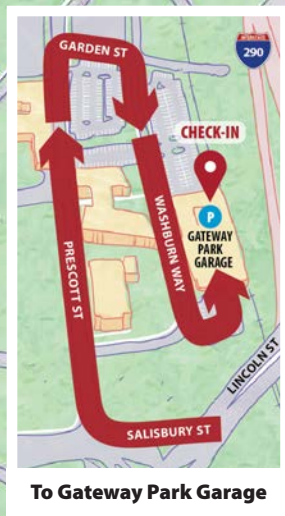 GARDEN ST
INTERSTATE
290
CHECK-IN
P
GATEWAY
PARK
GARAGE
WASHBURN WAY
PRESCOTT ST
LINCOLN ST
SALISBURY ST
To Gateway Park Garage